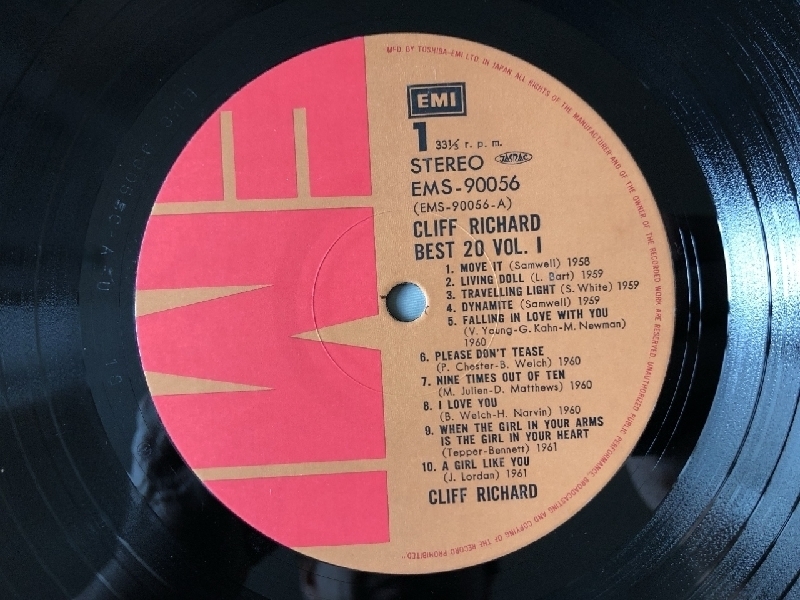 MFD BY TOSHIBA-EMI LTD. IN JAPAN. ALL RIGHTS OF THE MANUFACTURER AND OF THE OWNER OF THE RECORDED WORK ARE RESERVED. UNAUTHORIZED PUBLIC PERFORMANCE, BROADCASTING AND COPYING OF THE RECORD PROHIBITED"
EMI
EMI
1
33⅓ r. p. m.
STEREO JASRAC
EMS-90056
(EMS-90056-A)
CLIFF RICHARD
BEST 20 VOL. I
1. MOVE IT (Samwell) 1958
2. LIVING DOLL (L. Bart) 1959
3. TRAVELLING LIGHT (S. White) 1959
4. DYNAMITE (Samwell) 1959
5. FALLING IN LOVE WITH YOU
(V. Young-G. Kahn-M. Newman)
1960
6. PLEASE DON'T TEASE
(P. Chester-B. Welch) 1960
7. NINE TIMES OUT OF TEN
(M. Julien-D. Matthews) 1960
8. I LOVE YOU
(B. Welch-H. Narvin) 1960
9. WHEN THE GIRL IN YOUR ARMS
IS THE GIRL IN YOUR HEART
(Tepper-Bennett) 1961
10. A GIRL LIKE YOU
(J. Lordan) 1961
CLIFF RICHARD